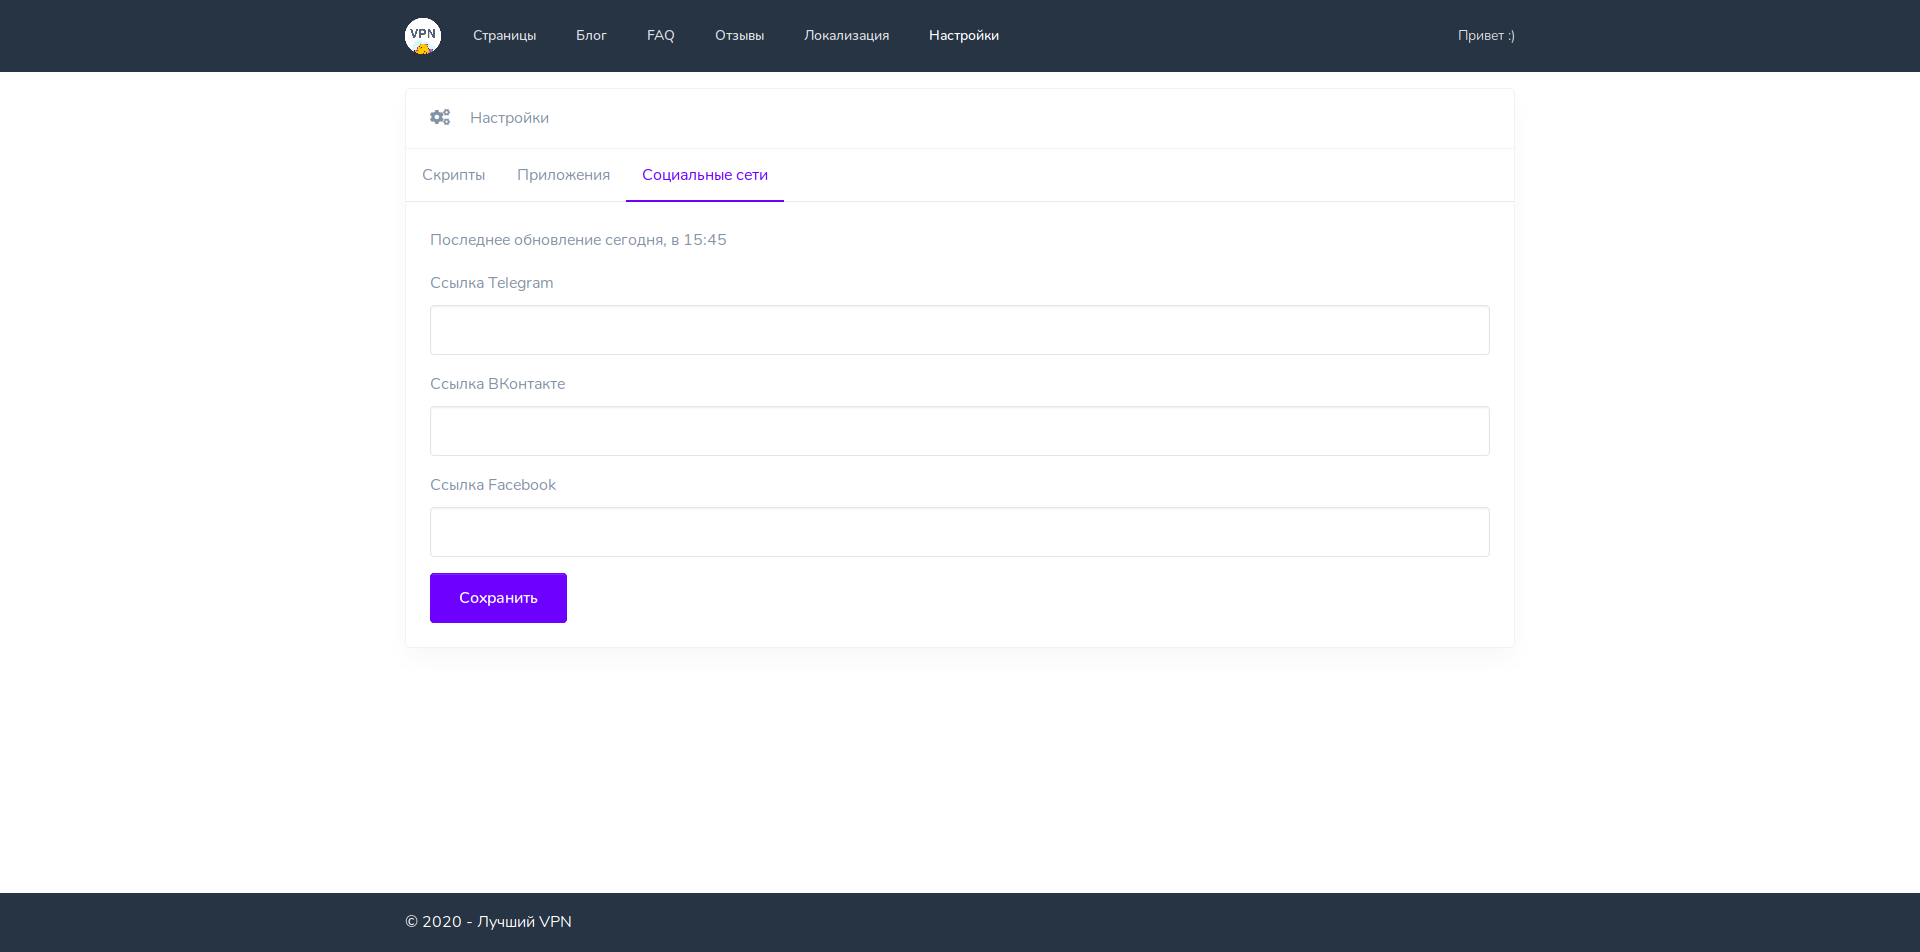 VPN
Страницы Блог FAQ Отзывы Локализация Настройки Привет :)
Настройки
Скрипты Приложения Социальные сети
Последнее обновление сегодня, в 15:45
Ссылка Telegram
Ссылка ВКонтакте
Ссылка Facebook
Сохранить
© 2020 - Лучший VPN